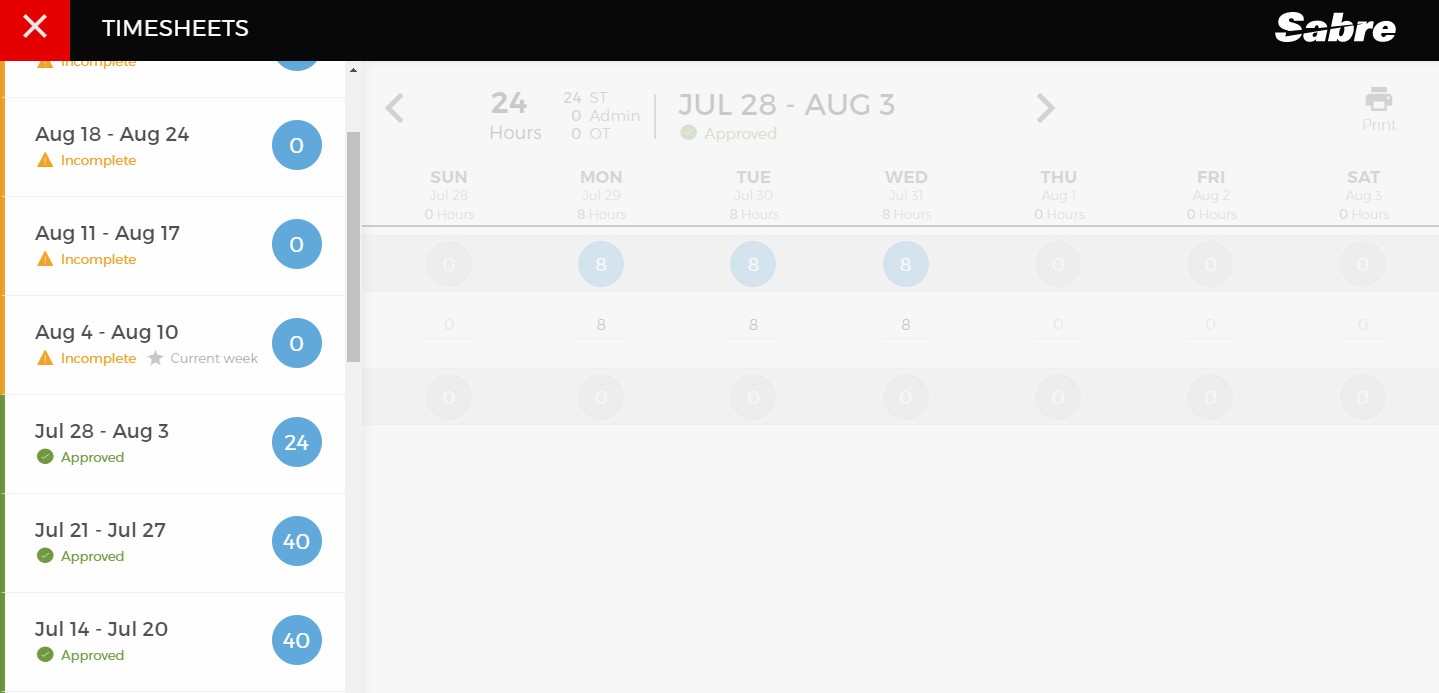 TIMESHEETS
Sabre
Incomplete
Aug 18 - Aug 24
Incomplete
0
Aug 11 - Aug 17
Incomplete
0
Aug 4 - Aug 10
Incomplete Current week
0
Jul 28 - Aug 3
Approved
24
Jul 21 - Jul 27
Approved
40
Jul 14 - Jul 20
Approved
40
24
Hours
24 ST
0 Admin
0 OT
JUL 28 - AUG 3
Approved
Print
SUN MON TUE WED THU FRI SAT
Jul 28 Jul 29 Jul 30 Jul 31 Aug 1 Aug 2 Aug 3
0 Hours 8 Hours 8 Hours 8 Hours 0 Hours 0 Hours 0 Hours
0 8 8 8 0 0 0
0 8 8 8 0 0 0
0 0 0 0 0 0 0